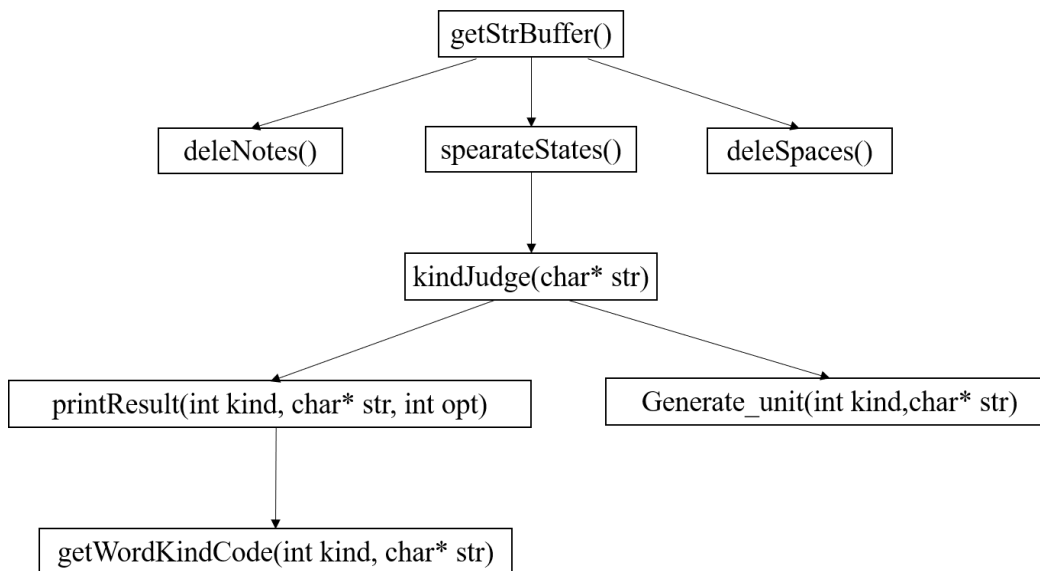 getStrBuffer()
deleNotes()
spearateStates()
deleSpaces()
kindJudge(char* str)
printResult(int kind, char* str, int opt)
Generate_unit(int kind,char* str)
getWordKindCode(int kind, char* str)